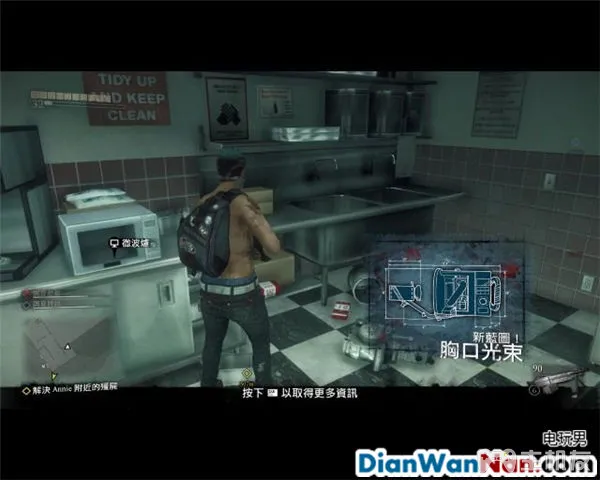 TIDY UP
AND KEEP
CLEAN
微波爐
新藍圖！
胸口光束
90
解決 Annie 附近的殭屍
按下 以取得更多資訊
电玩男
DianWanNan.com